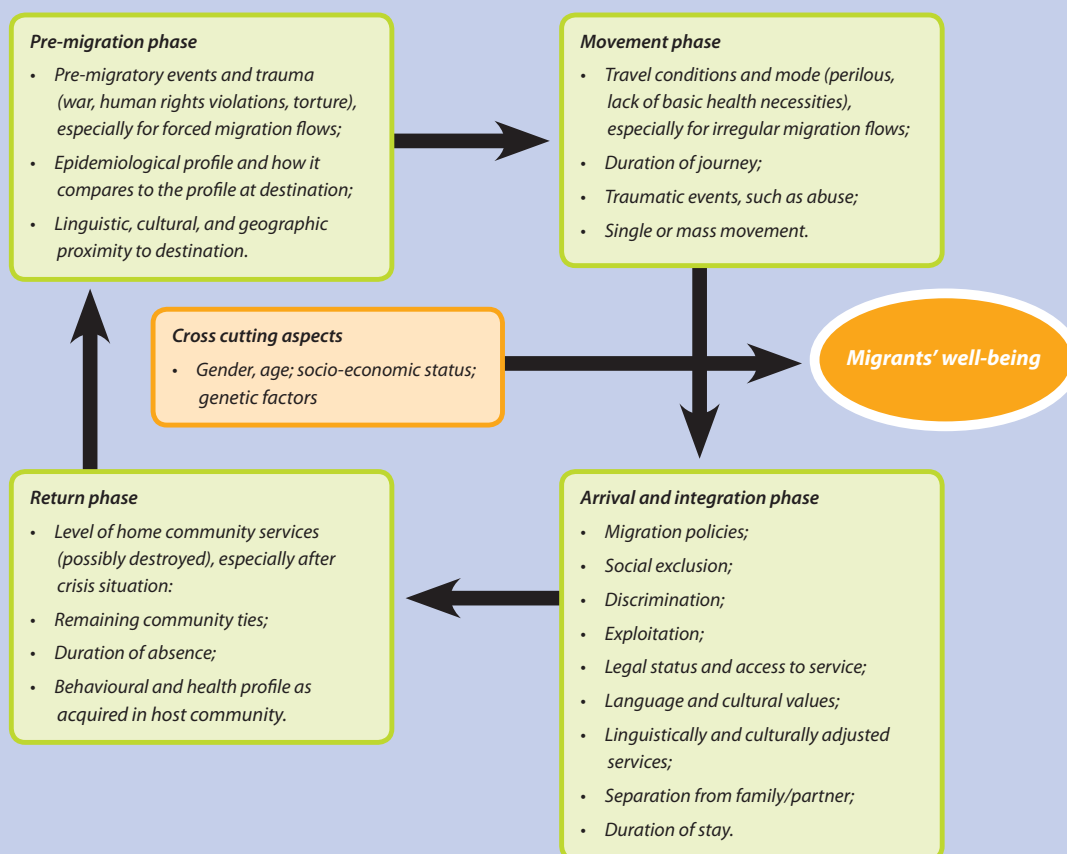 Pre-migration phase
• Pre-migratory events and trauma
(war, human rights violations, torture),
especially for forced migration flows;
• Epidemiological profile and how it
compares to the profile at destination;
• Linguistic, cultural, and geographic
proximity to destination.
Movement phase
• Travel conditions and mode (perilous,
lack of basic health necessities),
especially for irregular migration flows;
• Duration of journey;
• Traumatic events, such as abuse;
• Single or mass movement.
Cross cutting aspects
• Gender, age; socio-economic status;
genetic factors
Migrants’ well-being
Return phase
• Level of home community services
(possibly destroyed), especially after
crisis situation:
• Remaining community ties;
• Duration of absence;
• Behavioural and health profile as
acquired in host community.
Arrival and integration phase
• Migration policies;
• Social exclusion;
• Discrimination;
• Exploitation;
• Legal status and access to service;
• Language and cultural values;
• Linguistically and culturally adjusted
services;
• Separation from family/partner;
• Duration of stay.